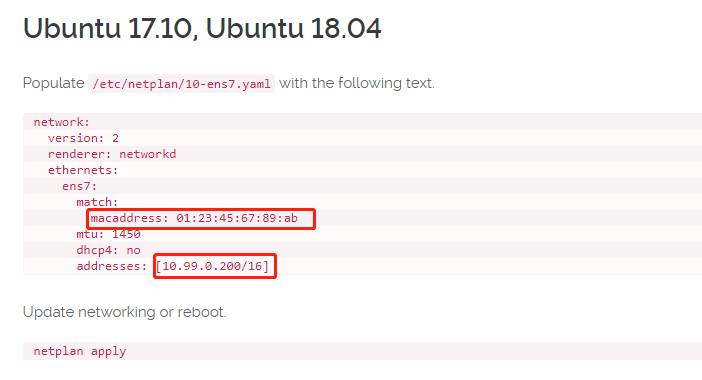 Ubuntu 17.10, Ubuntu 18.04
Populate /etc/netplan/10-ens7.yaml with the following text.
network:
  version: 2
  renderer: networkd
  ethernets:
    ens7:
      match:
        macaddress: 01:23:45:67:89:ab
      mtu: 1450
      dhcp4: no
      addresses: [10.99.0.200/16]
Update networking or reboot.
netplan apply